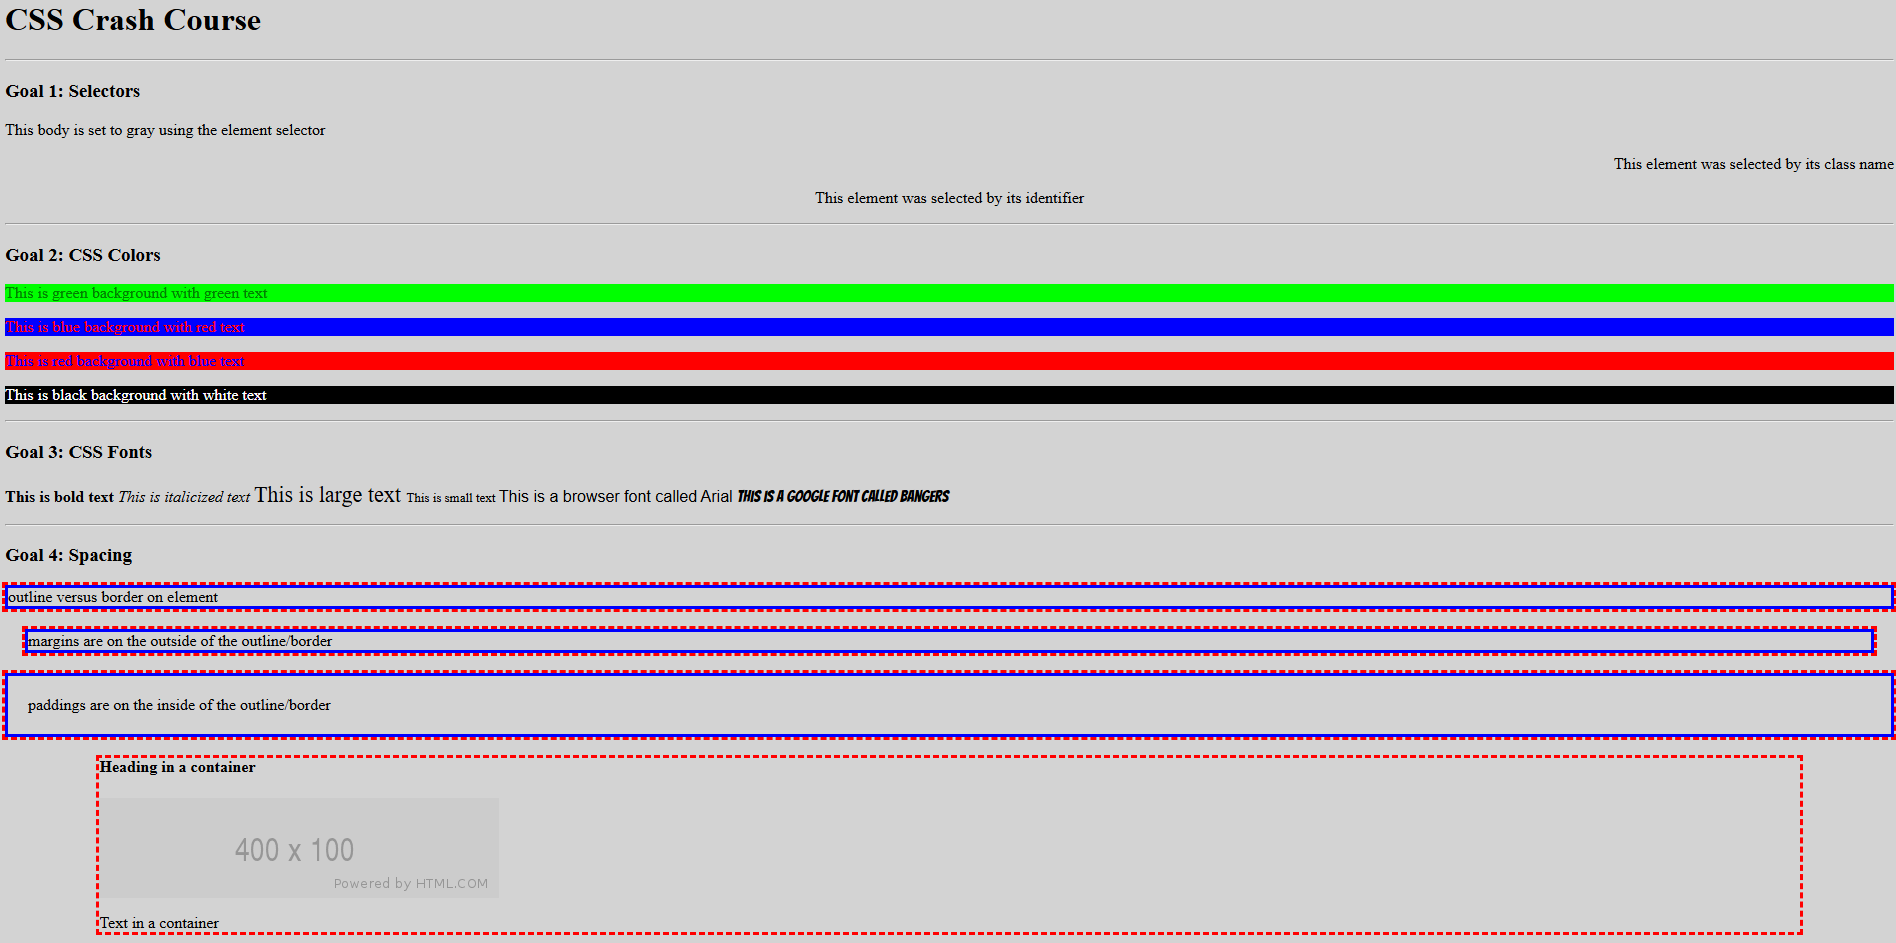 CSS Crash Course
Goal 1: Selectors
This body is set to gray using the element selector
This element was selected by its class name
This element was selected by its identifier
Goal 2: CSS Colors
This is green background with green text
This is blue background with red text
This is red background with blue text
This is black background with white text
Goal 3: CSS Fonts
This is bold text This is italicized text This is large text This is small text This is a browser font called Arial THIS IS A GOOGLE FONT CALLED BANGERS
Goal 4: Spacing
outline versus border on element
margins are on the outside of the outline/border
paddings are on the inside of the outline/border
Heading in a container
400 x 100
Powered by HTML.COM
Text in a container